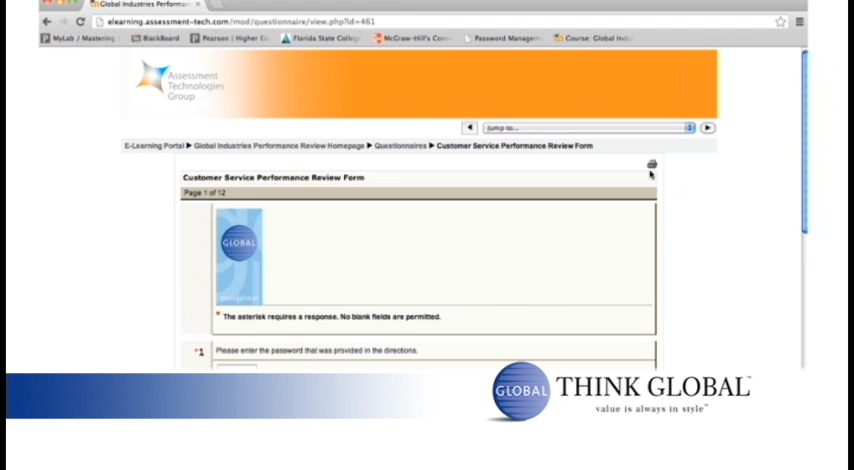 Global Industries Performan
elearning.assessment-tech.com/mod/questionnaire/view.php?id=461
MyLab / Mastering
BlackBoard
Pearson | Higher Ed
Florida State Colleg
McGraw-Hill's Conn
Password Managem
Course: Global Indus
Assessment
Technologies
Group
Jump to...
E-Learning Portal ▶ Global Industries Performance Review Homepage ▶ Questionnaires ▶ Customer Service Performance Review Form
Customer Service Performance Review Form
Page 1 of 12
GLOBAL
* The asterisk requires a response. No blank fields are permitted.
*1 Please enter the password that was provided in the directions.
GLOBAL THINK GLOBAL™
value is always in style™